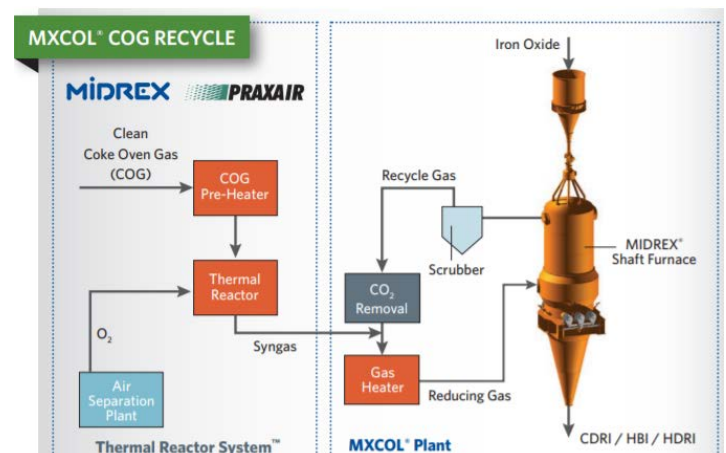 MXCOL® COG RECYCLE
MIDREX PRAXAIR
Clean
Coke Oven Gas
(COG)
COG
Pre-Heater
Thermal
Reactor
O₂
Air
Separation
Plant
Syngas
Thermal Reactor System™
Iron Oxide
Recycle Gas
Scrubber
CO₂
Removal
Gas
Heater
Reducing Gas
MIDREX®
Shaft Furnace
CDRI / HBI / HDRI
MXCOL® Plant